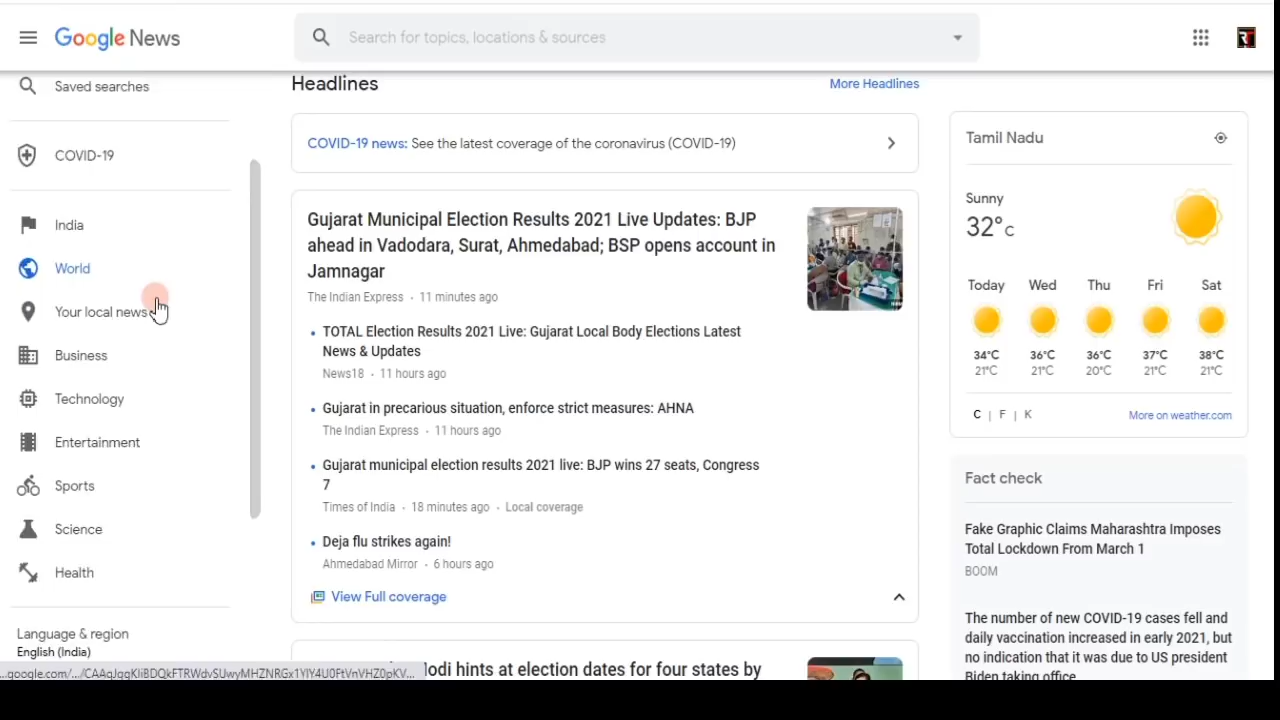 Google News
Search for topics, locations & sources
Saved searches
COVID-19
India
World
Your local news
Business
Technology
Entertainment
Sports
Science
Health
Language & region
English (India)
Headlines
More Headlines
COVID-19 news: See the latest coverage of the coronavirus (COVID-19)
Gujarat Municipal Election Results 2021 Live Updates: BJP
ahead in Vadodara, Surat, Ahmedabad; BSP opens account in
Jamnagar
The Indian Express · 11 minutes ago
TOTAL Election Results 2021 Live: Gujarat Local Body Elections Latest
News & Updates
News18 · 11 hours ago
Gujarat in precarious situation, enforce strict measures: AHNA
The Indian Express · 11 hours ago
Gujarat municipal election results 2021 live: BJP wins 27 seats, Congress
7
Times of India · 18 minutes ago · Local coverage
Deja flu strikes again!
Ahmedabad Mirror · 6 hours ago
View Full coverage
hints at election dates for four states by
Tamil Nadu
Sunny
32°C
Today Wed Thu Fri Sat
34°C 36°C 36°C 37°C 38°C
21°C 21°C 20°C 21°C 21°C
C | F | K
More on weather.com
Fact check
Fake Graphic Claims Maharashtra Imposes
Total Lockdown From March 1
BOOM
The number of new COVID-19 cases fell and
daily vaccination increased in early 2021, but
no indication that it was due to US president
Biden taking office